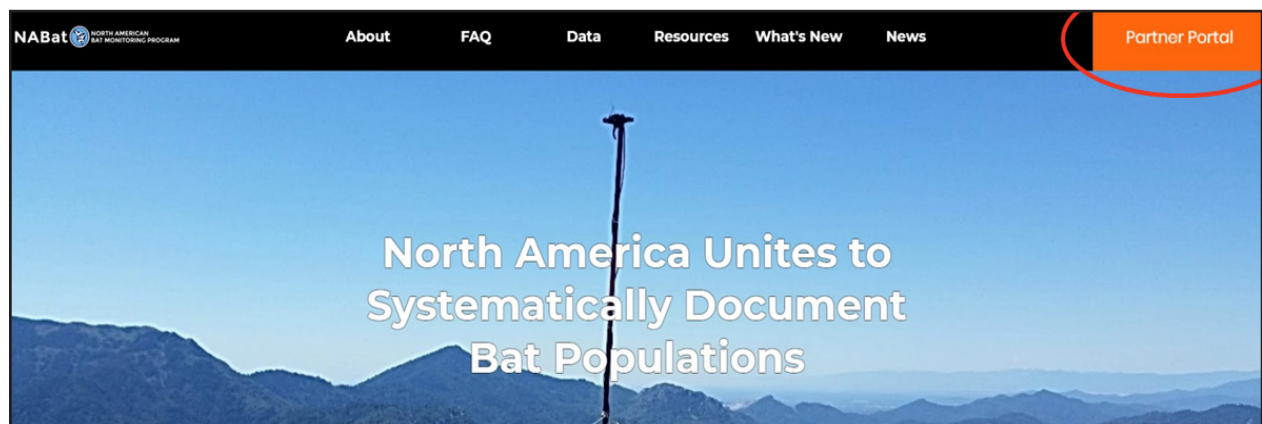 NABat NORTH AMERICAN
BAT MONITORING PROGRAM
About FAQ Data Resources What's New News
Partner Portal
North America Unites to
Systematically Document
Bat Populations